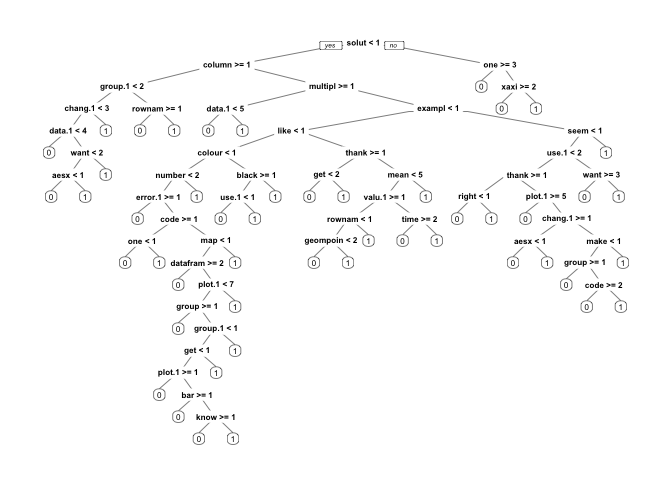 yes solut < 1 no
column >= 1 one >= 3
group.1 < 2 multipl >= 1 0 xaxi >= 2
chang.1 < 3 rownam >= 1 data.1 < 5 exampl < 1 0 1
data.1 < 4 1 0 1 0 1 like < 1 seem < 1
0 want < 2 colour < 1 thank >= 1 use.1 < 2 1
aesx < 1 1 number < 2 black >= 1 get < 2 mean < 5 thank >= 1 want >= 3
0 1 error.1 >= 1 1 use.1 < 1 1 0 1 valu.1 >= 1 1 right < 1 plot.1 >= 5 0 1
0 code >= 1 0 1 rownam < 1 time >= 2 0 1 0 chang.1 >= 1
one < 1 map < 1 geompoin < 2 1 0 1 aesx < 1 make < 1
0 1 datafram >= 2 1 0 1 0 1 group >= 1 1
0 plot.1 < 7 0 code >= 2
group >= 1 1 0 1
0 group.1 < 1
get < 1 1
plot.1 >= 1 1
0 bar >= 1
0 know >= 1
0 1